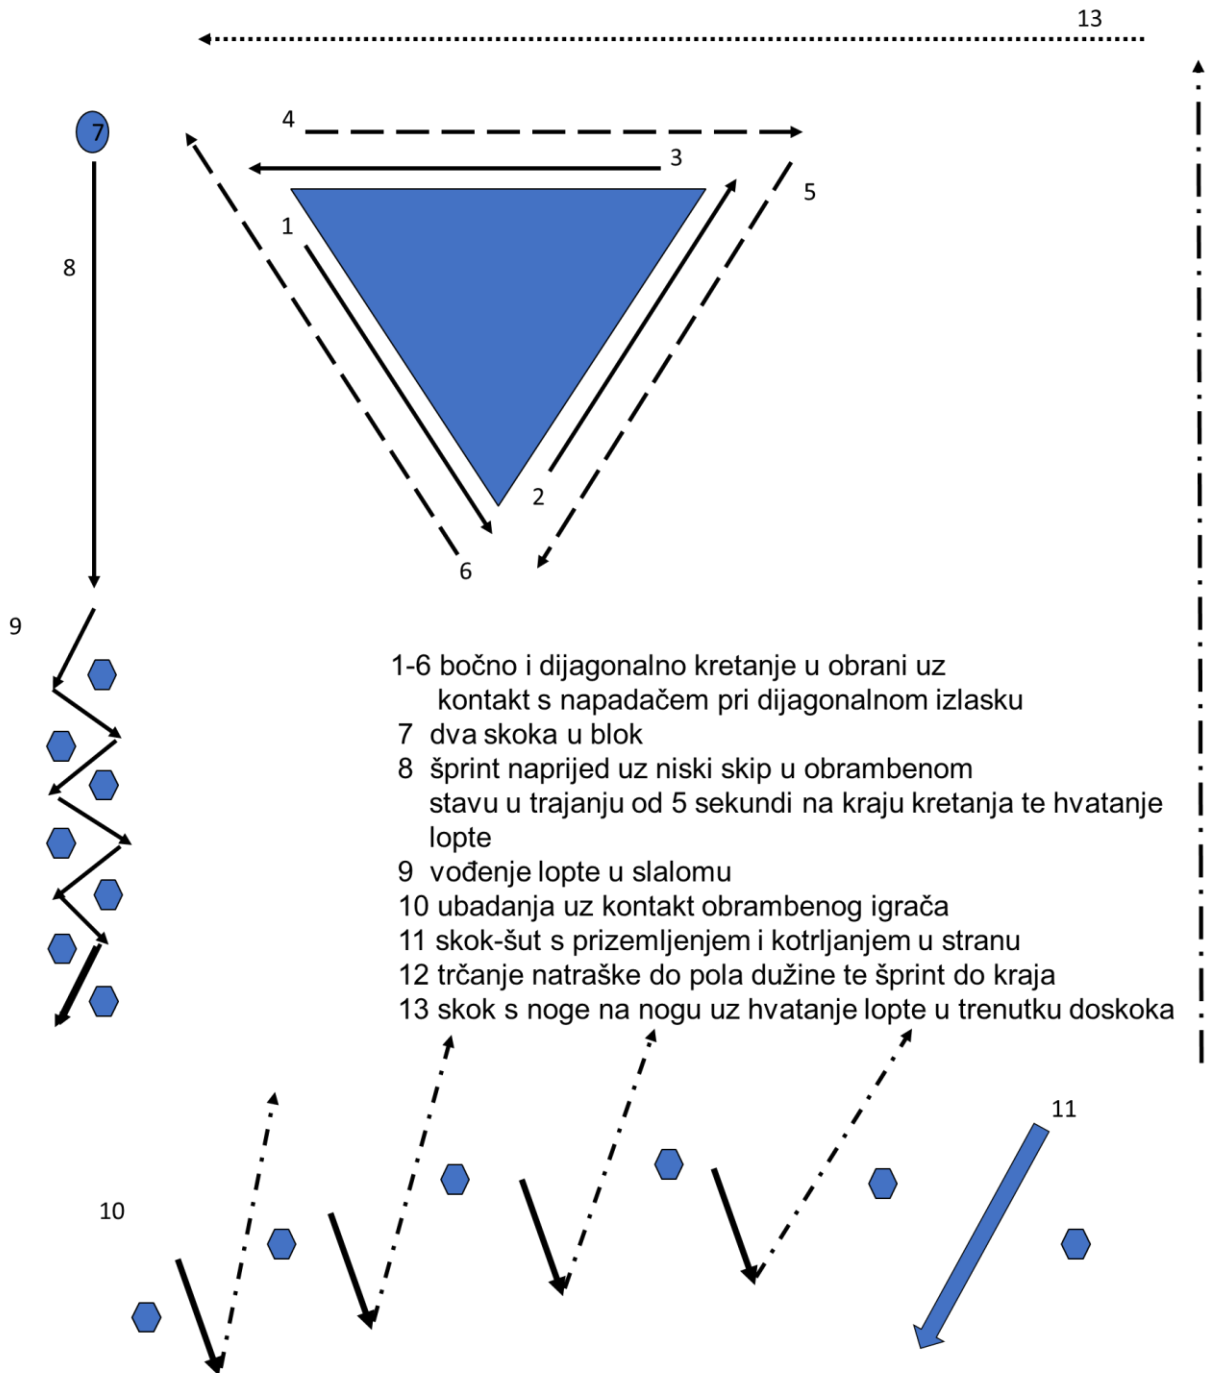 13
7
4
3
5
1
8
2
6
9
1-6 bočno i dijagonalno kretanje u obrani uz
kontakt s napadačem pri dijagonalnom izlasku
7 dva skoka u blok
8 šprint naprijed uz niski skip u obrambenom
stavu u trajanju od 5 sekundi na kraju kretanja te hvatanje
lopte
9 vođenje lopte u slalomu
10 ubadanja uz kontakt obrambenog igrača
11 skok-šut s prizemljenjem i kotrljanjem u stranu
12 trčanje natraške do pola dužine te šprint do kraja
13 skok s noge na nogu uz hvatanje lopte u trenutku doskoka
11
10